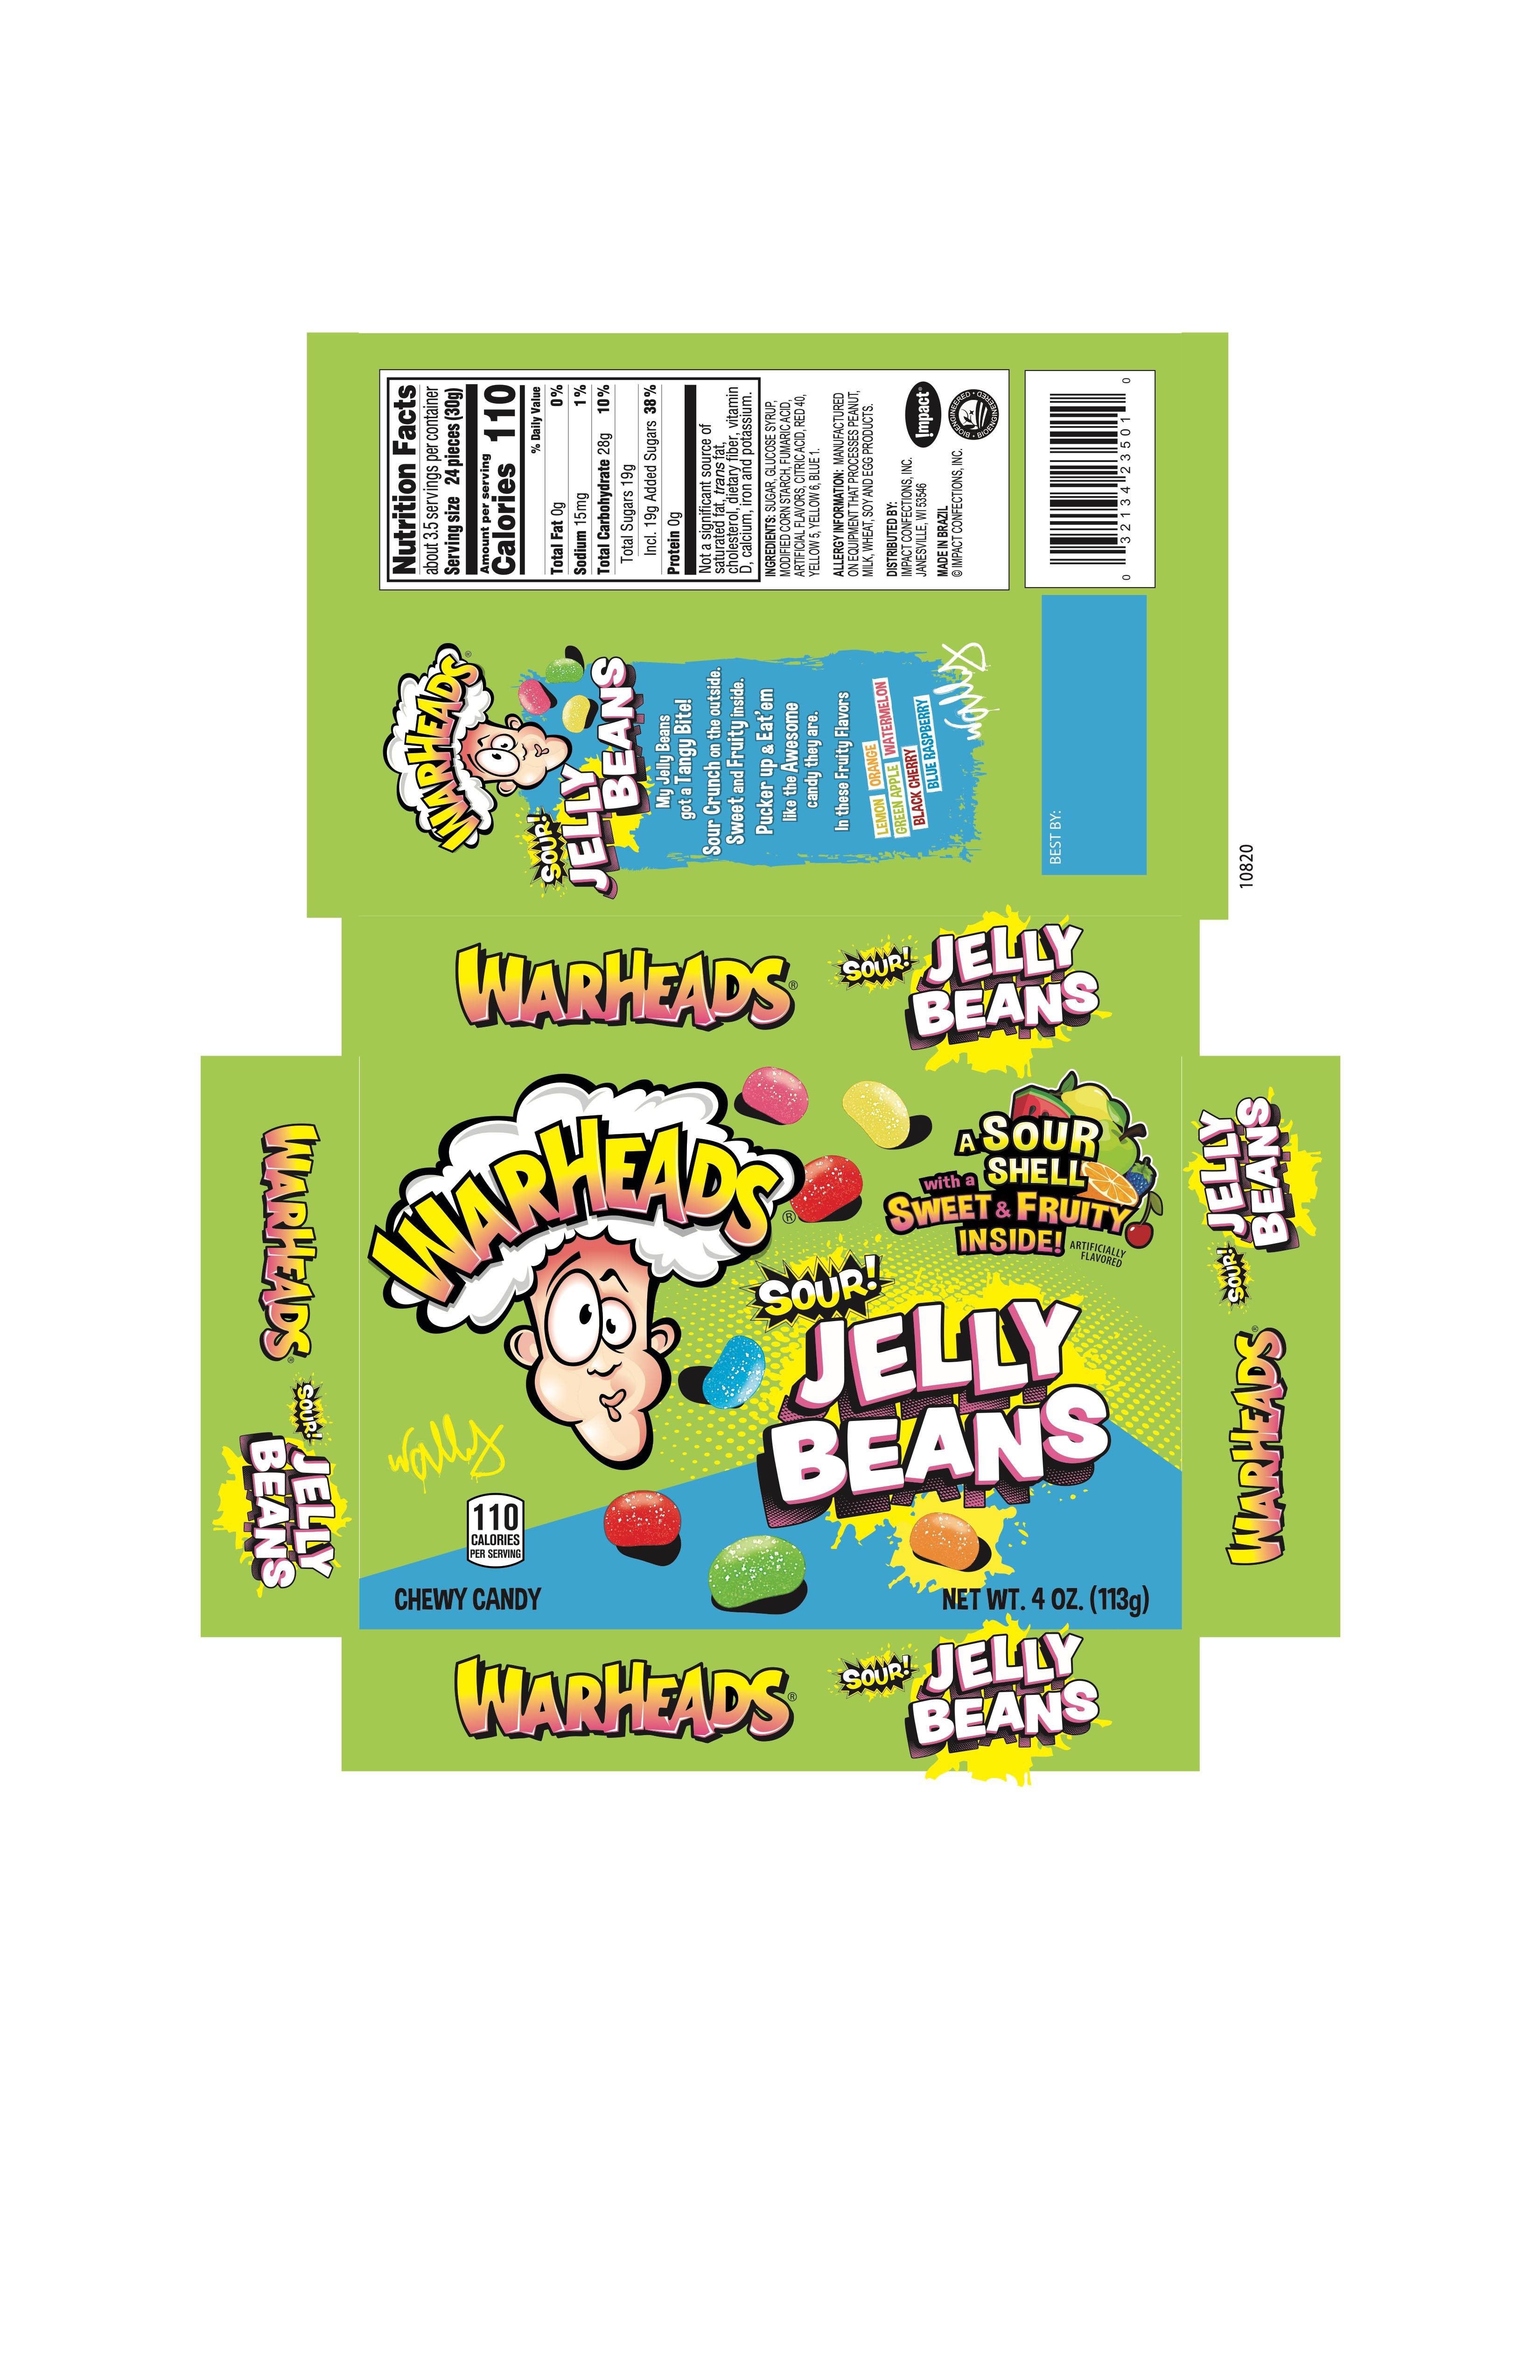 Nutrition Facts
about 3.5 servings per container
Serving size 24 pieces (30g)
Amount per serving
Calories 110
% Daily Value
Total Fat 0g 0%
Sodium 15mg 1%
Total Carbohydrate 28g 10%
Total Sugars 19g
Incl. 19g Added Sugars 38%
Protein 0g
Not a significant source of
saturated fat, trans fat,
cholesterol, dietary fiber, vitamin
D, calcium, iron and potassium.
INGREDIENTS: SUGAR, GLUCOSE SYRUP,
MODIFIED CORN STARCH, FUMARIC ACID,
ARTIFICIAL FLAVORS, CITRIC ACID, RED 40,
YELLOW 5, YELLOW 6, BLUE 1.
ALLERGY INFORMATION: MANUFACTURED
ON EQUIPMENT THAT PROCESSES PEANUT,
MILK, WHEAT, SOY AND EGG PRODUCTS.
DISTRIBUTED BY:
IMPACT CONFECTIONS, INC.
JANESVILLE, WI 53546
MADE IN BRAZIL
© IMPACT CONFECTIONS, INC.
Impact®
BIOENGINEERED • BIOENGINEERED •
0 32134 23501 0
WARHEADS®
SOUR!
JELLY
BEANS
My Jelly Beans
got a Tangy Bite!
Sour Crunch on the outside.
Sweet and Fruity inside.
Pucker up & Eat'em
like the Awesome
candy they are.
In these Fruity Flavors
LEMON ORANGE
GREEN APPLE WATERMELON
BLACK CHERRY
BLUE RASPBERRY
Wally
BEST BY:
10820
WARHEADS®
SOUR!
JELLY
BEANS
WARHEADS®
A SOUR
SHELL
with a
SWEET & FRUITY
INSIDE!
ARTIFICIALLY
FLAVORED
SOUR!
JELLY
BEANS
Wally
110
CALORIES
PER SERVING
CHEWY CANDY
NET WT. 4 OZ. (113g)
WARHEADS®
SOUR!
JELLY
BEANS
WARHEADS®
SOUR!
JELLY
BEANS
WARHEADS®
SOUR!
JELLY
BEANS